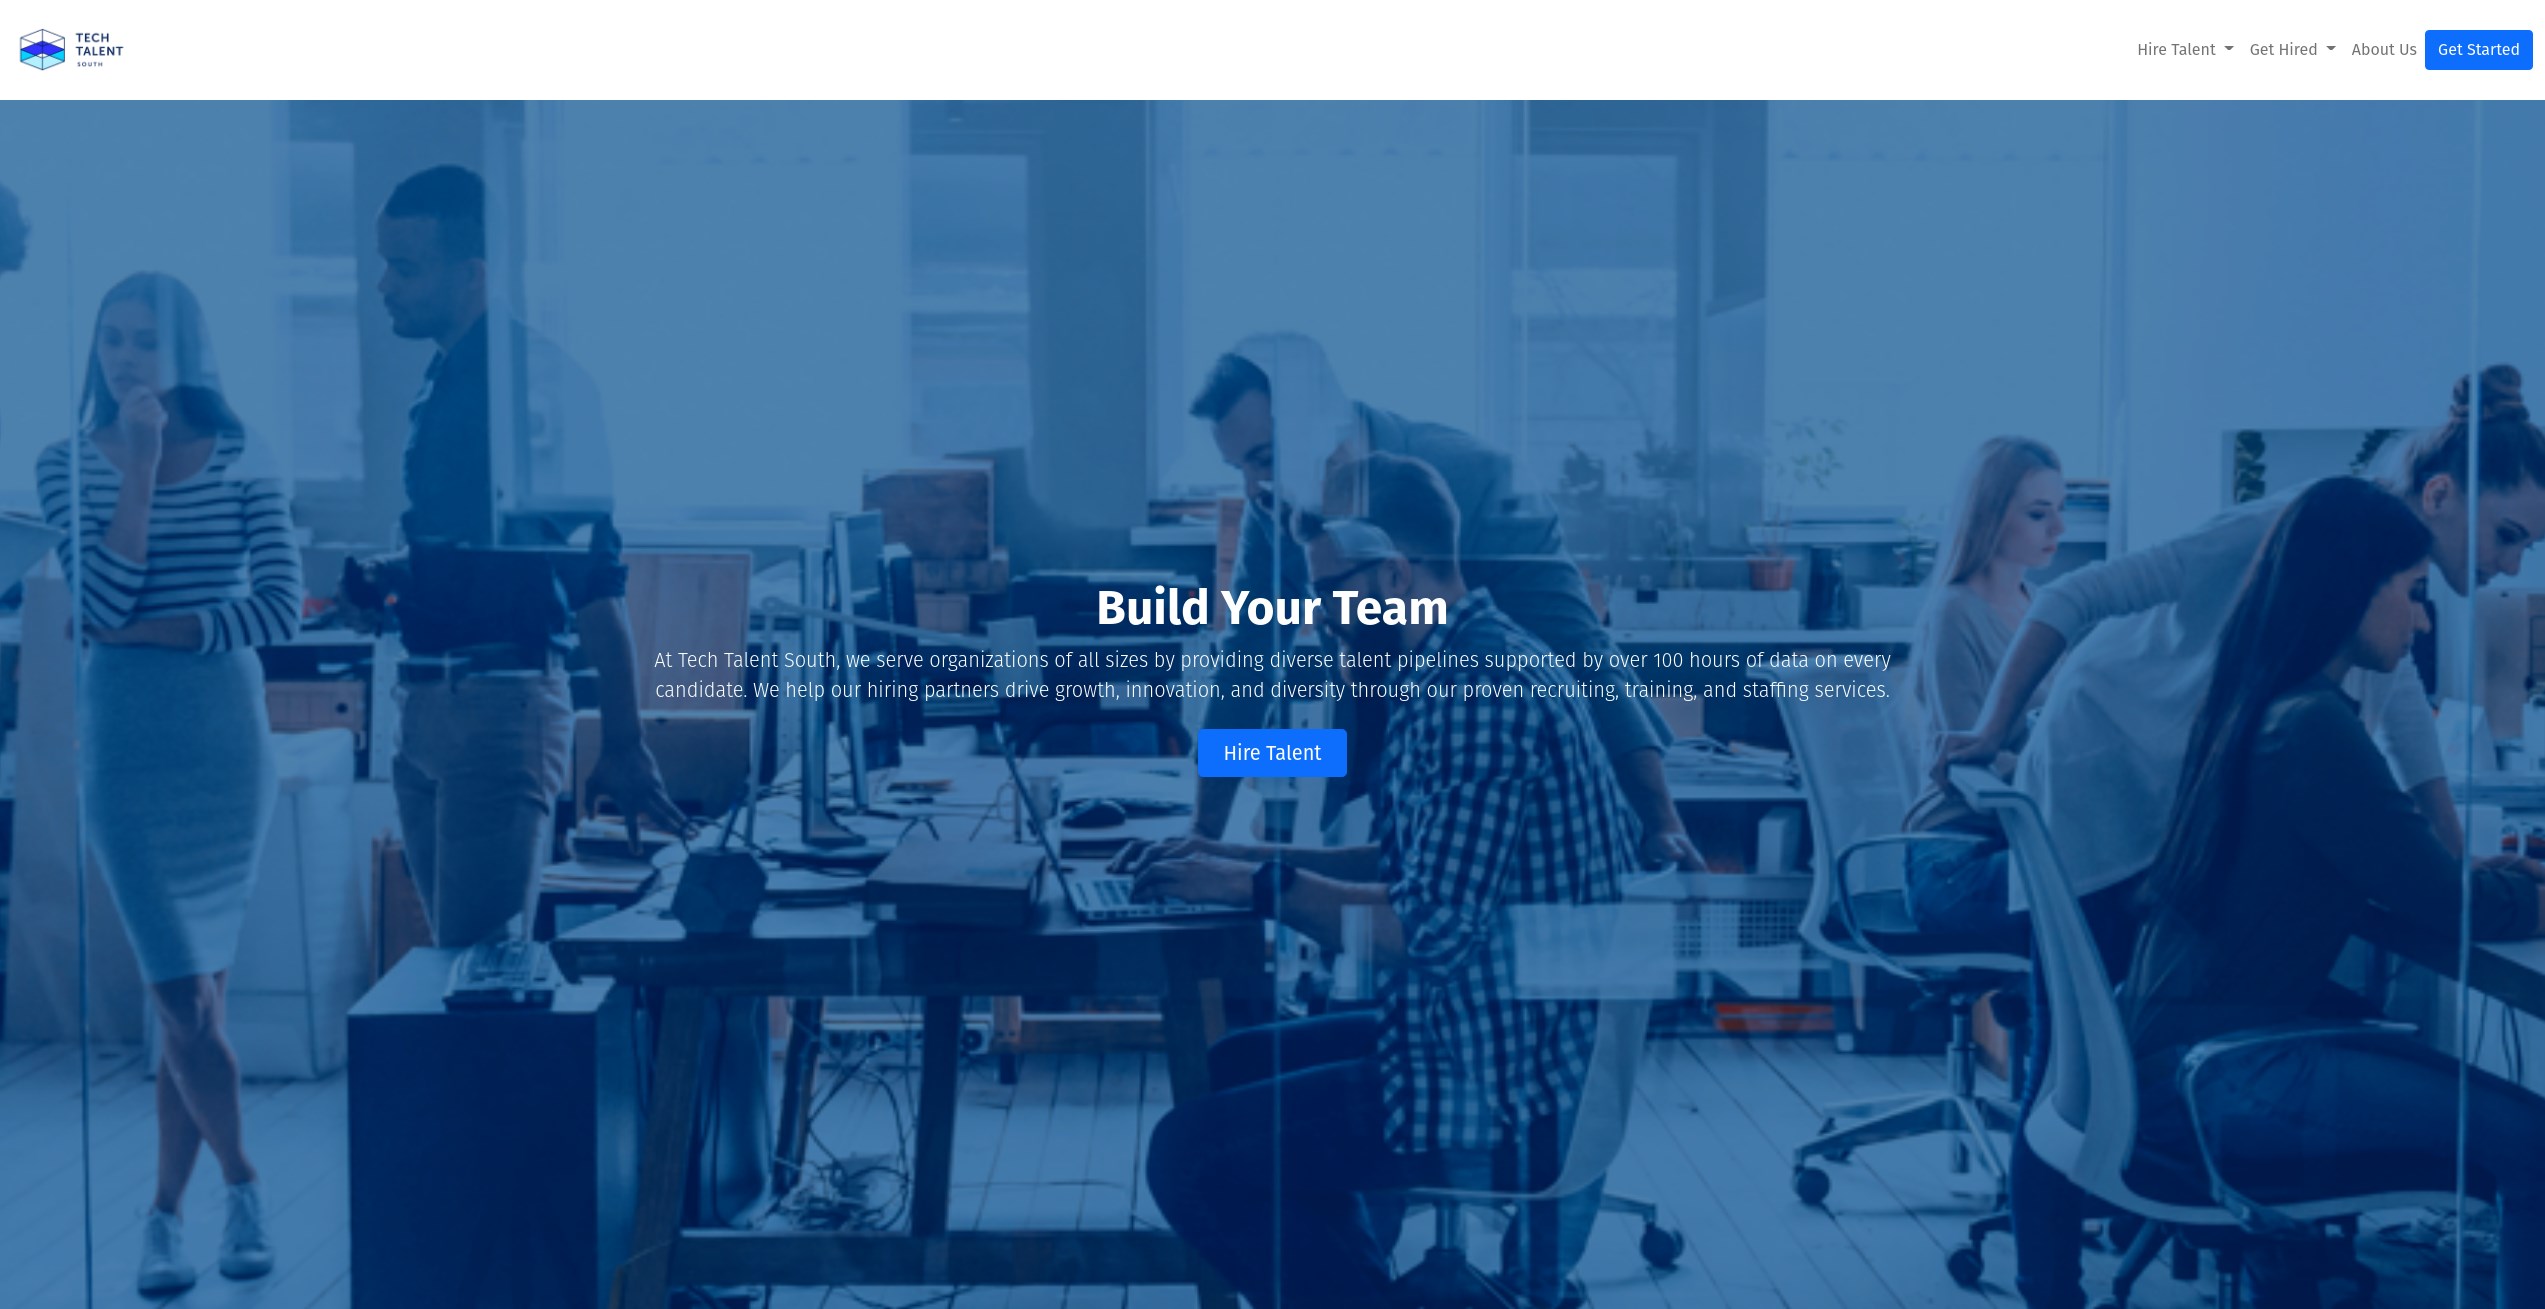 TECH
TALENT
SOUTH
Hire Talent
Get Hired
About Us
Get Started
Build Your Team
At Tech Talent South, we serve organizations of all sizes by providing diverse talent pipelines supported by over 100 hours of data on every
candidate. We help our hiring partners drive growth, innovation, and diversity through our proven recruiting, training, and staffing services.
Hire Talent